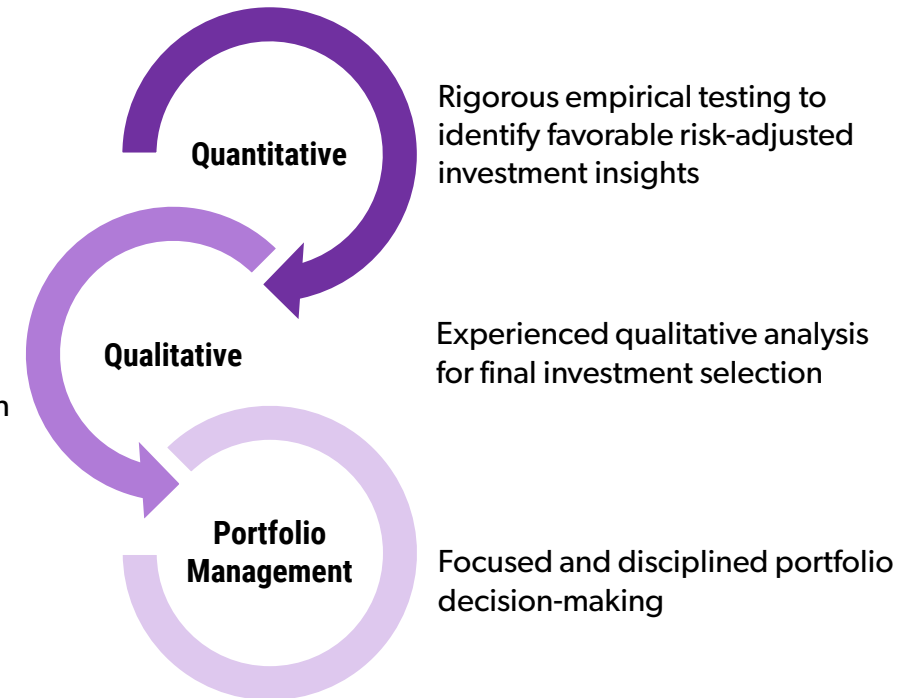 Quantitative
Rigorous empirical testing to
identify favorable risk-adjusted
investment insights
Qualitative
Experienced qualitative analysis
for final investment selection
Portfolio
Management
Focused and disciplined portfolio
decision-making